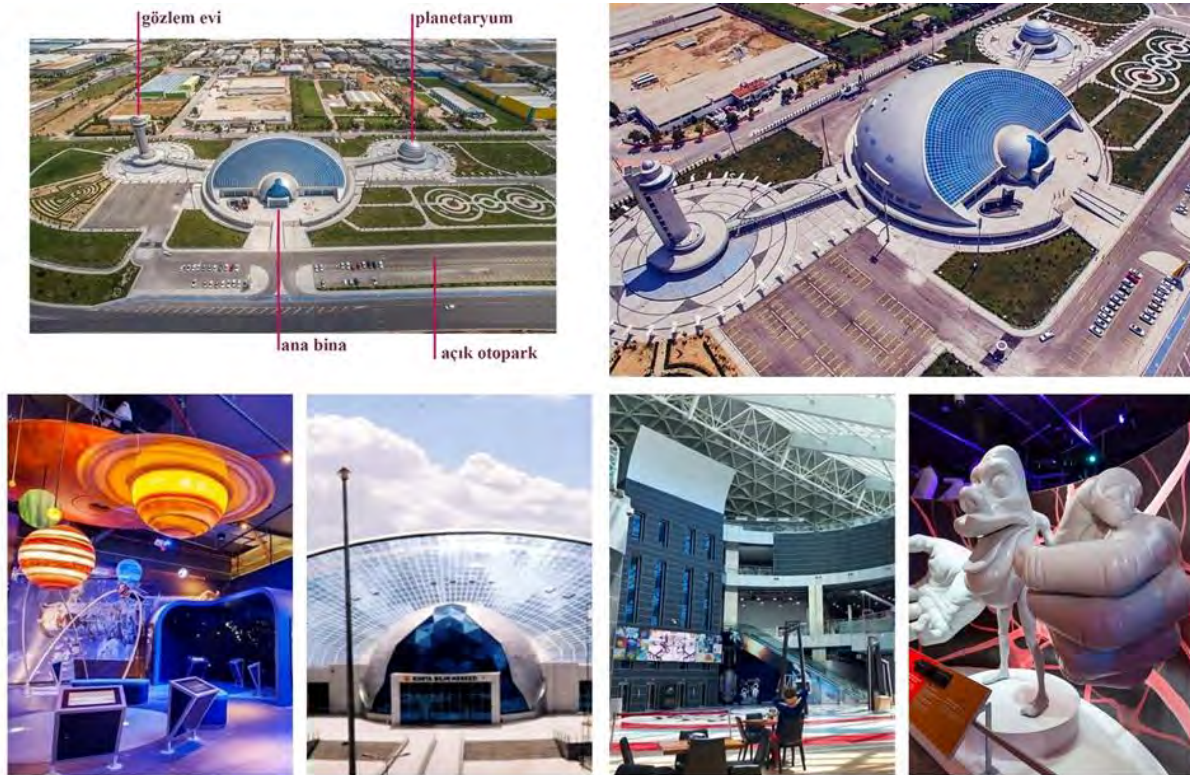 gözlem evi
planetaryum
ana bina
açık otopark
KONYA BİLİM MERKEZİ